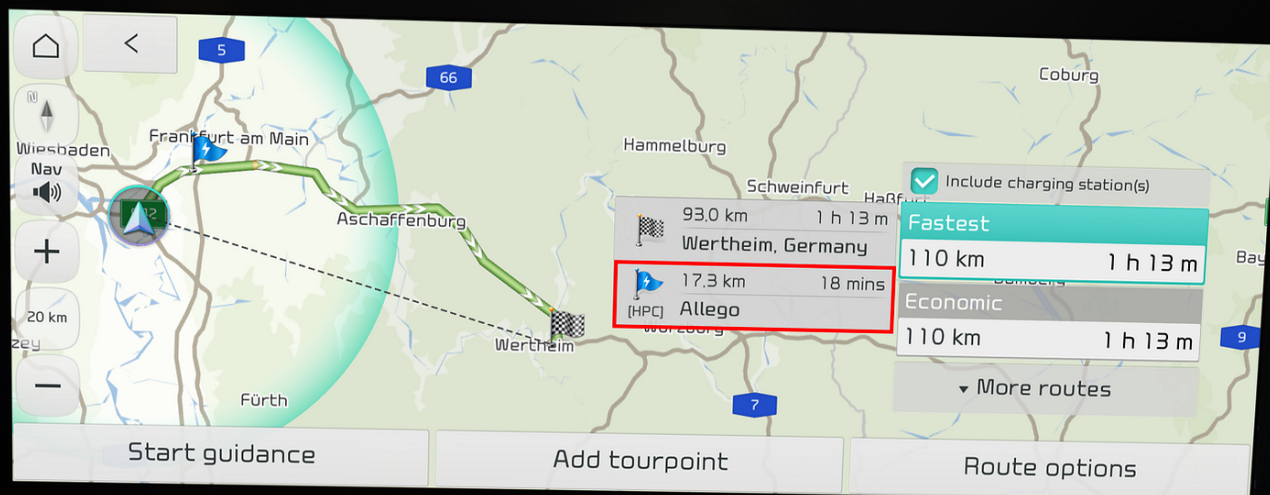 5
66
Coburg
N
Wiesbaden
Frankfurt am Main
Hammelburg
Nav
Schweinfurt
Include charging station(s)
93.0 km 1 h 13 m
Wertheim, Germany
Fastest
110 km 1 h 13 m
Aschaffenburg
17.3 km 18 mins
[HPC] Allego
Economic
110 km 1 h 13 m
20 km
Wertheim
9
More routes
7
Fürth
Start guidance
Add tourpoint
Route options